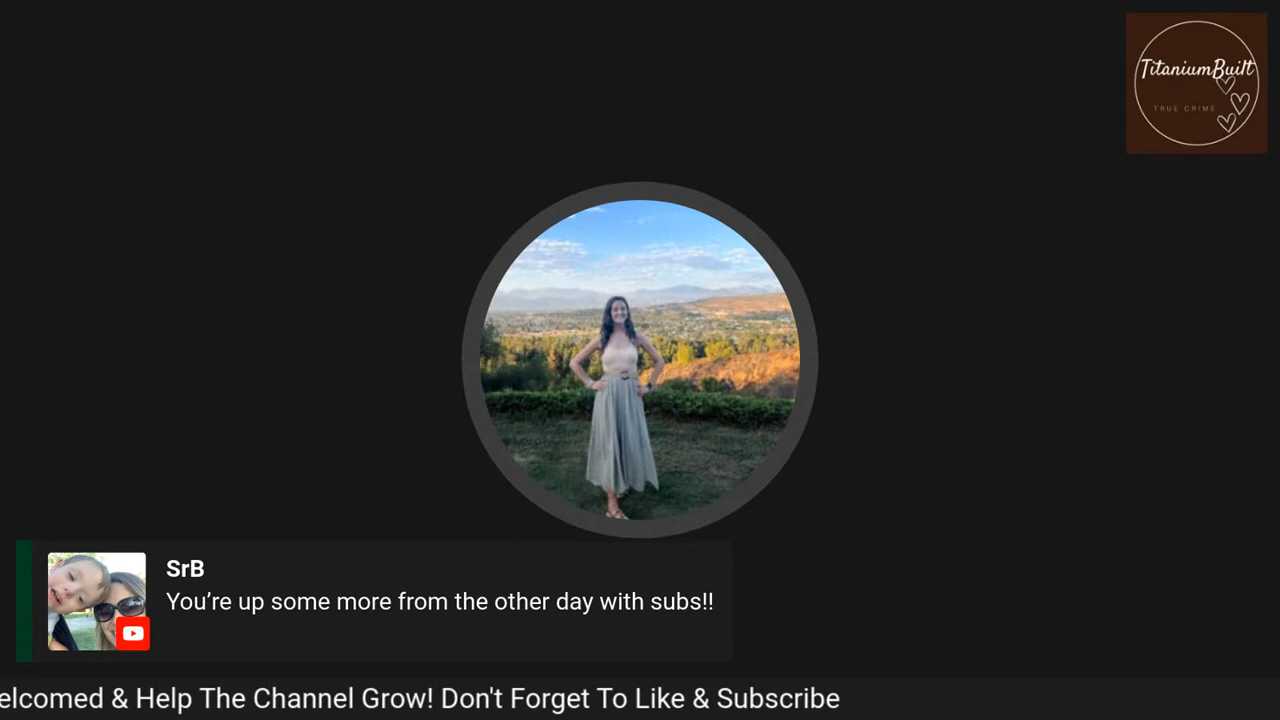 TitaniumBuilt
TRUE CRIME
SrB
You’re up some more from the other day with subs!!
elcomed & Help The Channel Grow! Don't Forget To Like & Subscribe